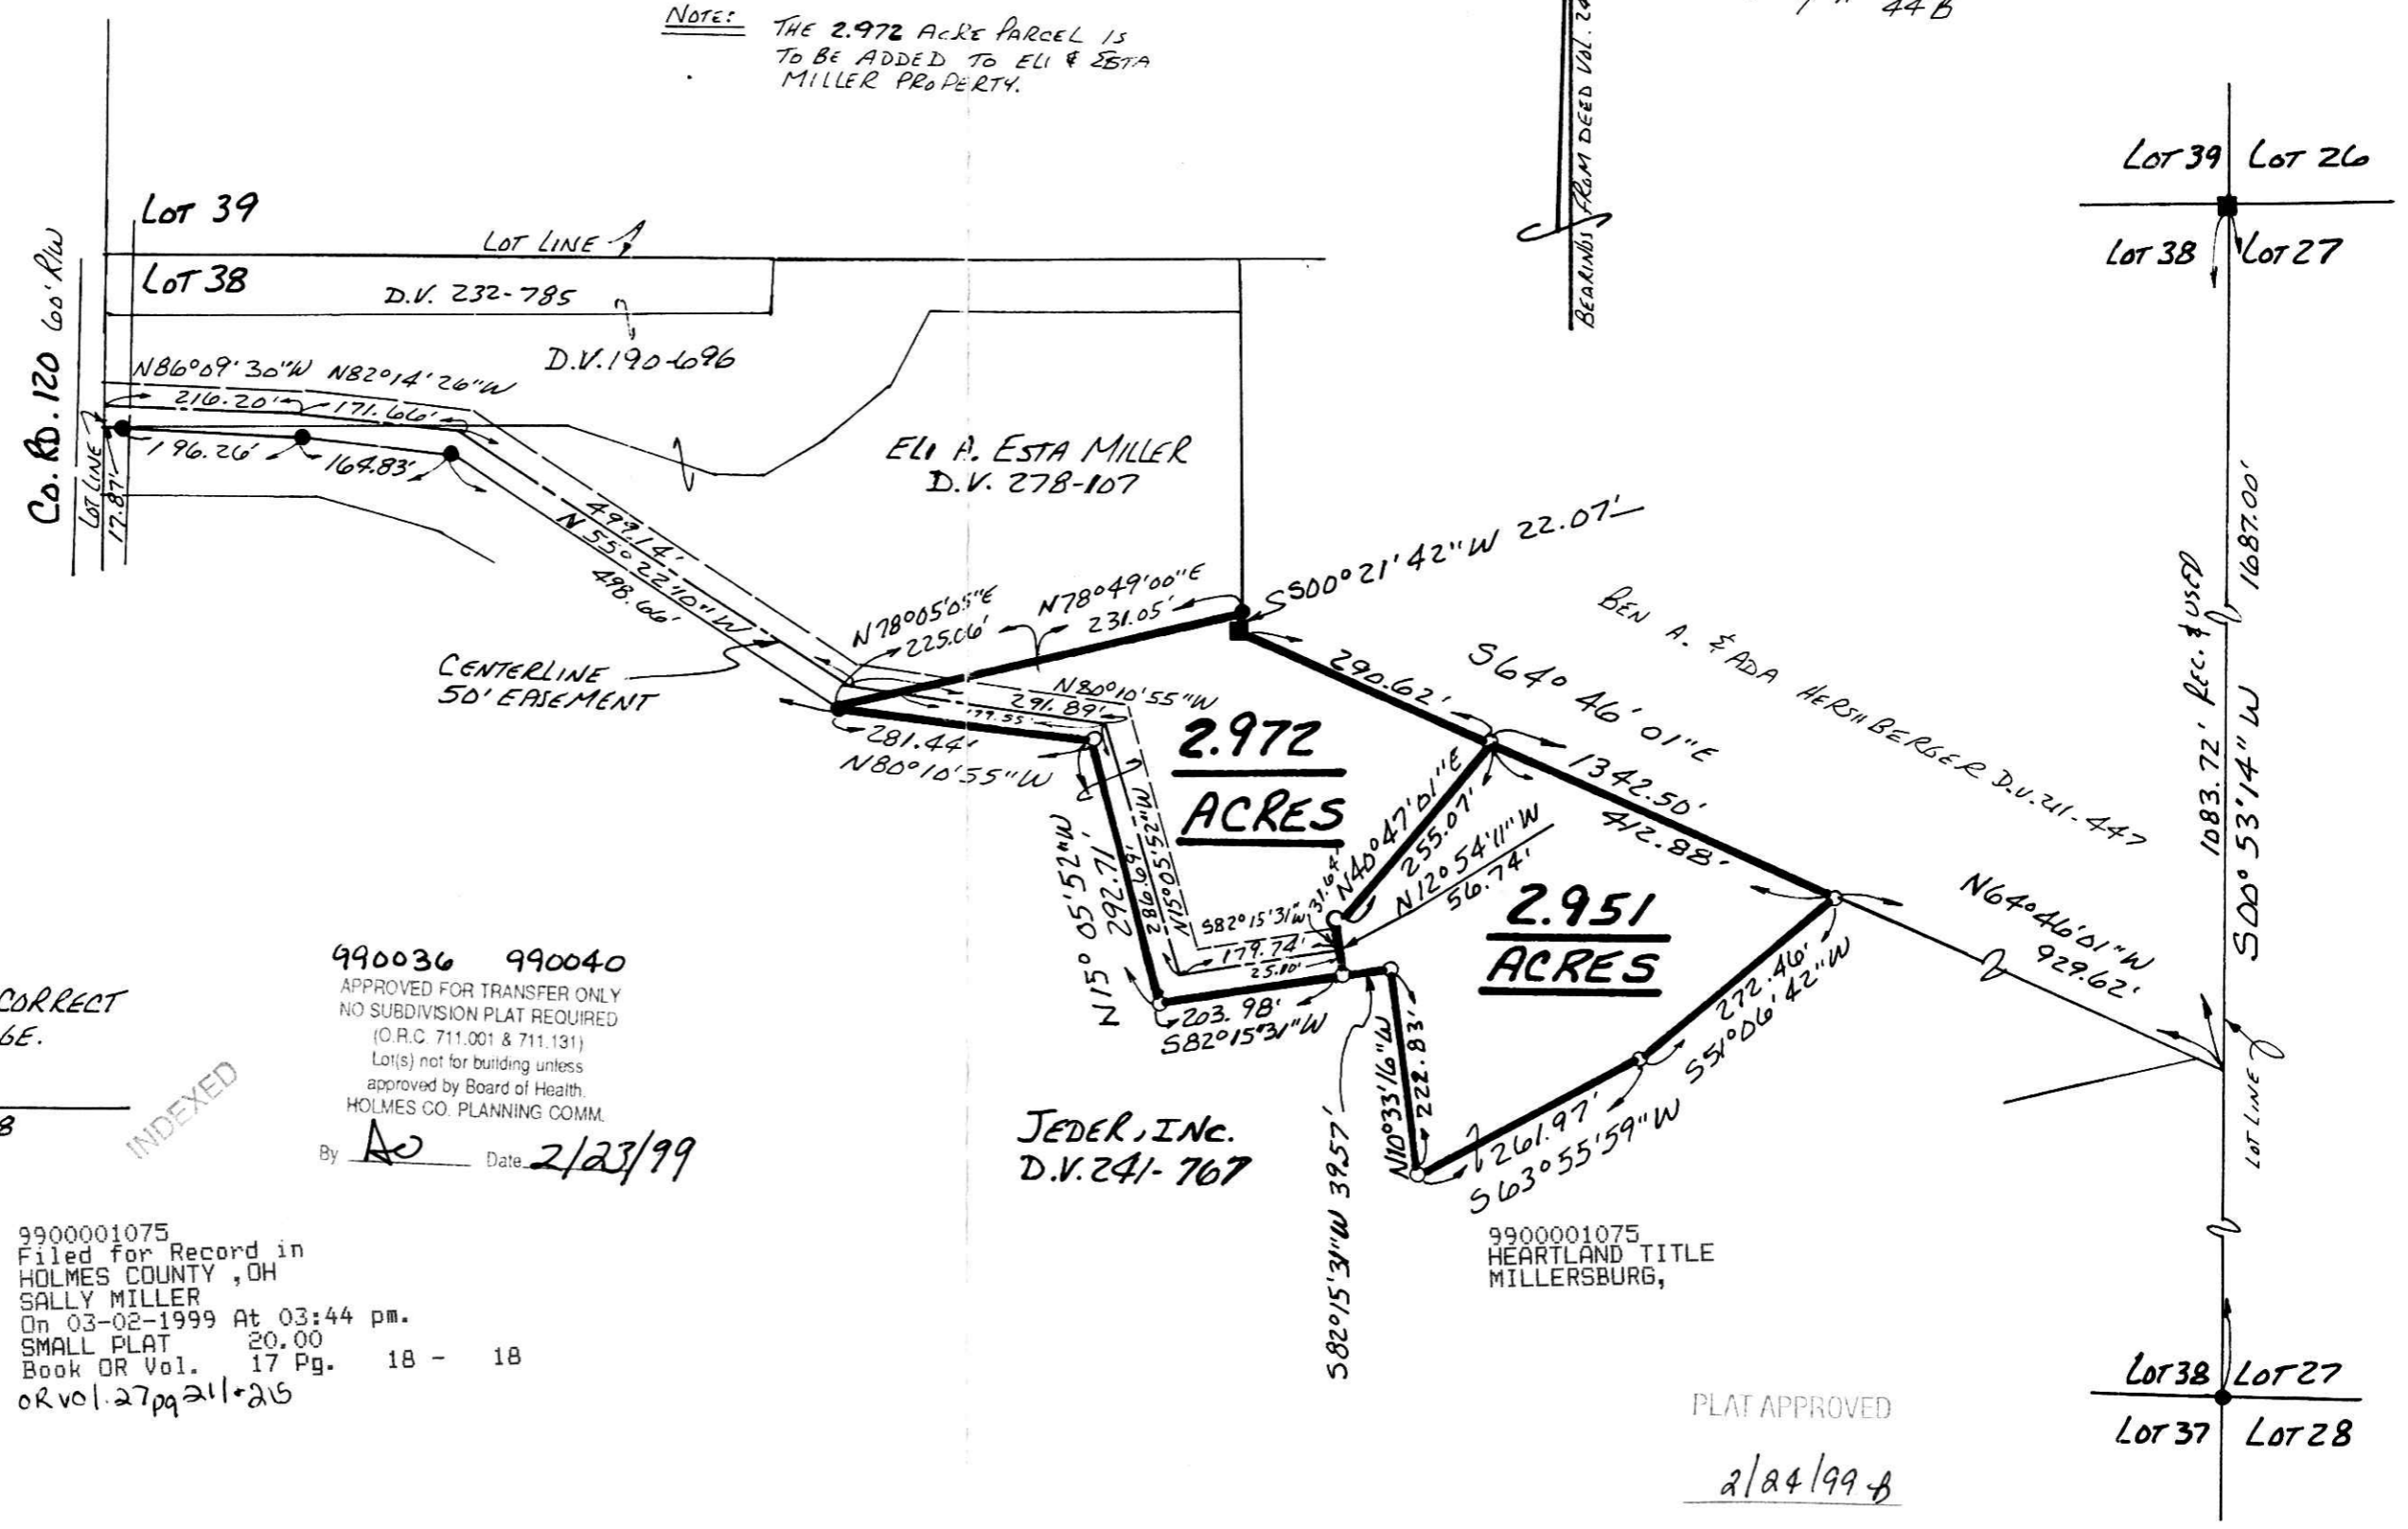 NOTE: THE 2.972 ACRE PARCEL IS
TO BE ADDED TO ELI & ESTA
MILLER PROPERTY.
44B
BEARINGS FROM DEED VOL. 24
LOT 39 LOT 26
LOT 38 LOT 27
LOT 39
LOT LINE
LOT 38
D.V. 232-785
D.V. 190-696
CO. RD. 120 60' R/W
N86°09'30"W N82°14'26"W
216.20' 171.66'
196.26' 164.83'
LOT LINE
17.87'
ELI A. ESTA MILLER
D.V. 278-107
499.14'
N55°22'10"W
498.66'
CENTERLINE
50' EASEMENT
N78°05'05"E
225.06'
N78°49'00"E
231.05'
S00°21'42"W 22.07'
BEN A. & ADA HERSHBERGER D.V. 211-447
290.62'
S64°46'01"E
1342.50'
412.88'
N80°10'55"W
291.89'
281.44'
N80°10'55"W
2.972
ACRES
N15°05'52"W
292.71'
286.69'
N15°05'52"W
N40°47'01"E
255.07'
N12°54'11"W
56.74'
S82°15'31"W
179.74'
25.10'
203.98'
S82°15'31"W
2.951
ACRES
272.46'
S51°06'42"W
N64°46'01"W
929.62'
1083.72' REC. & USED
S00°53'14"W 1687.00'
LOT LINE
N10°33'16"W
222.83'
261.97'
S63°55'59"W
S82°15'31"W 39.57'
JEDER, INC.
D.V. 241-767
CORRECT
GE.
8
INDEXED
990036 990040
APPROVED FOR TRANSFER ONLY
NO SUBDIVISION PLAT REQUIRED
(O.R.C. 711.001 & 711.131)
Lot(s) not for building unless
approved by Board of Health.
HOLMES CO. PLANNING COMM.
By AO Date 2/23/99
9900001075
Filed for Record in
HOLMES COUNTY ,OH
SALLY MILLER
On 03-02-1999 At 03:44 pm.
SMALL PLAT 20.00
Book OR Vol. 17 Pg. 18 - 18
OR vol. 27 pg 211+215
9900001075
HEARTLAND TITLE
MILLERSBURG,
PLAT APPROVED
2/24/99
LOT 38 LOT 27
LOT 37 LOT 28